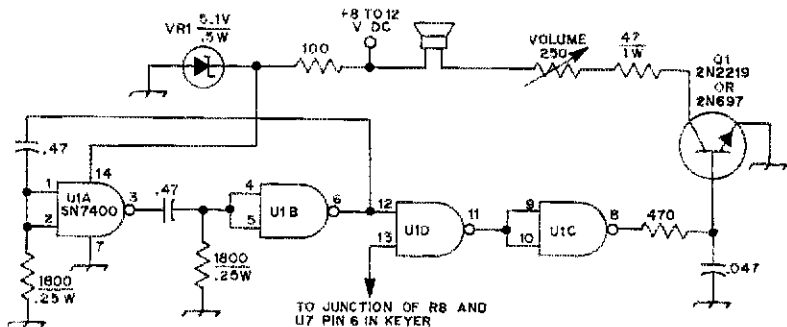 +8 TO 12
V DC
5.1V
.5W
VR1
100
VOLUME
250
47
1W
Q1
2N2219
OR
2N697
.47
14
1
2
U1A
SN7400
3
7
.47
4
5
U1B
6
12
13
U1D
11
9
10
U1C
8
470
.047
1800
.25W
1800
.25W
TO JUNCTION OF R8 AND
U7 PIN 6 IN KEYER